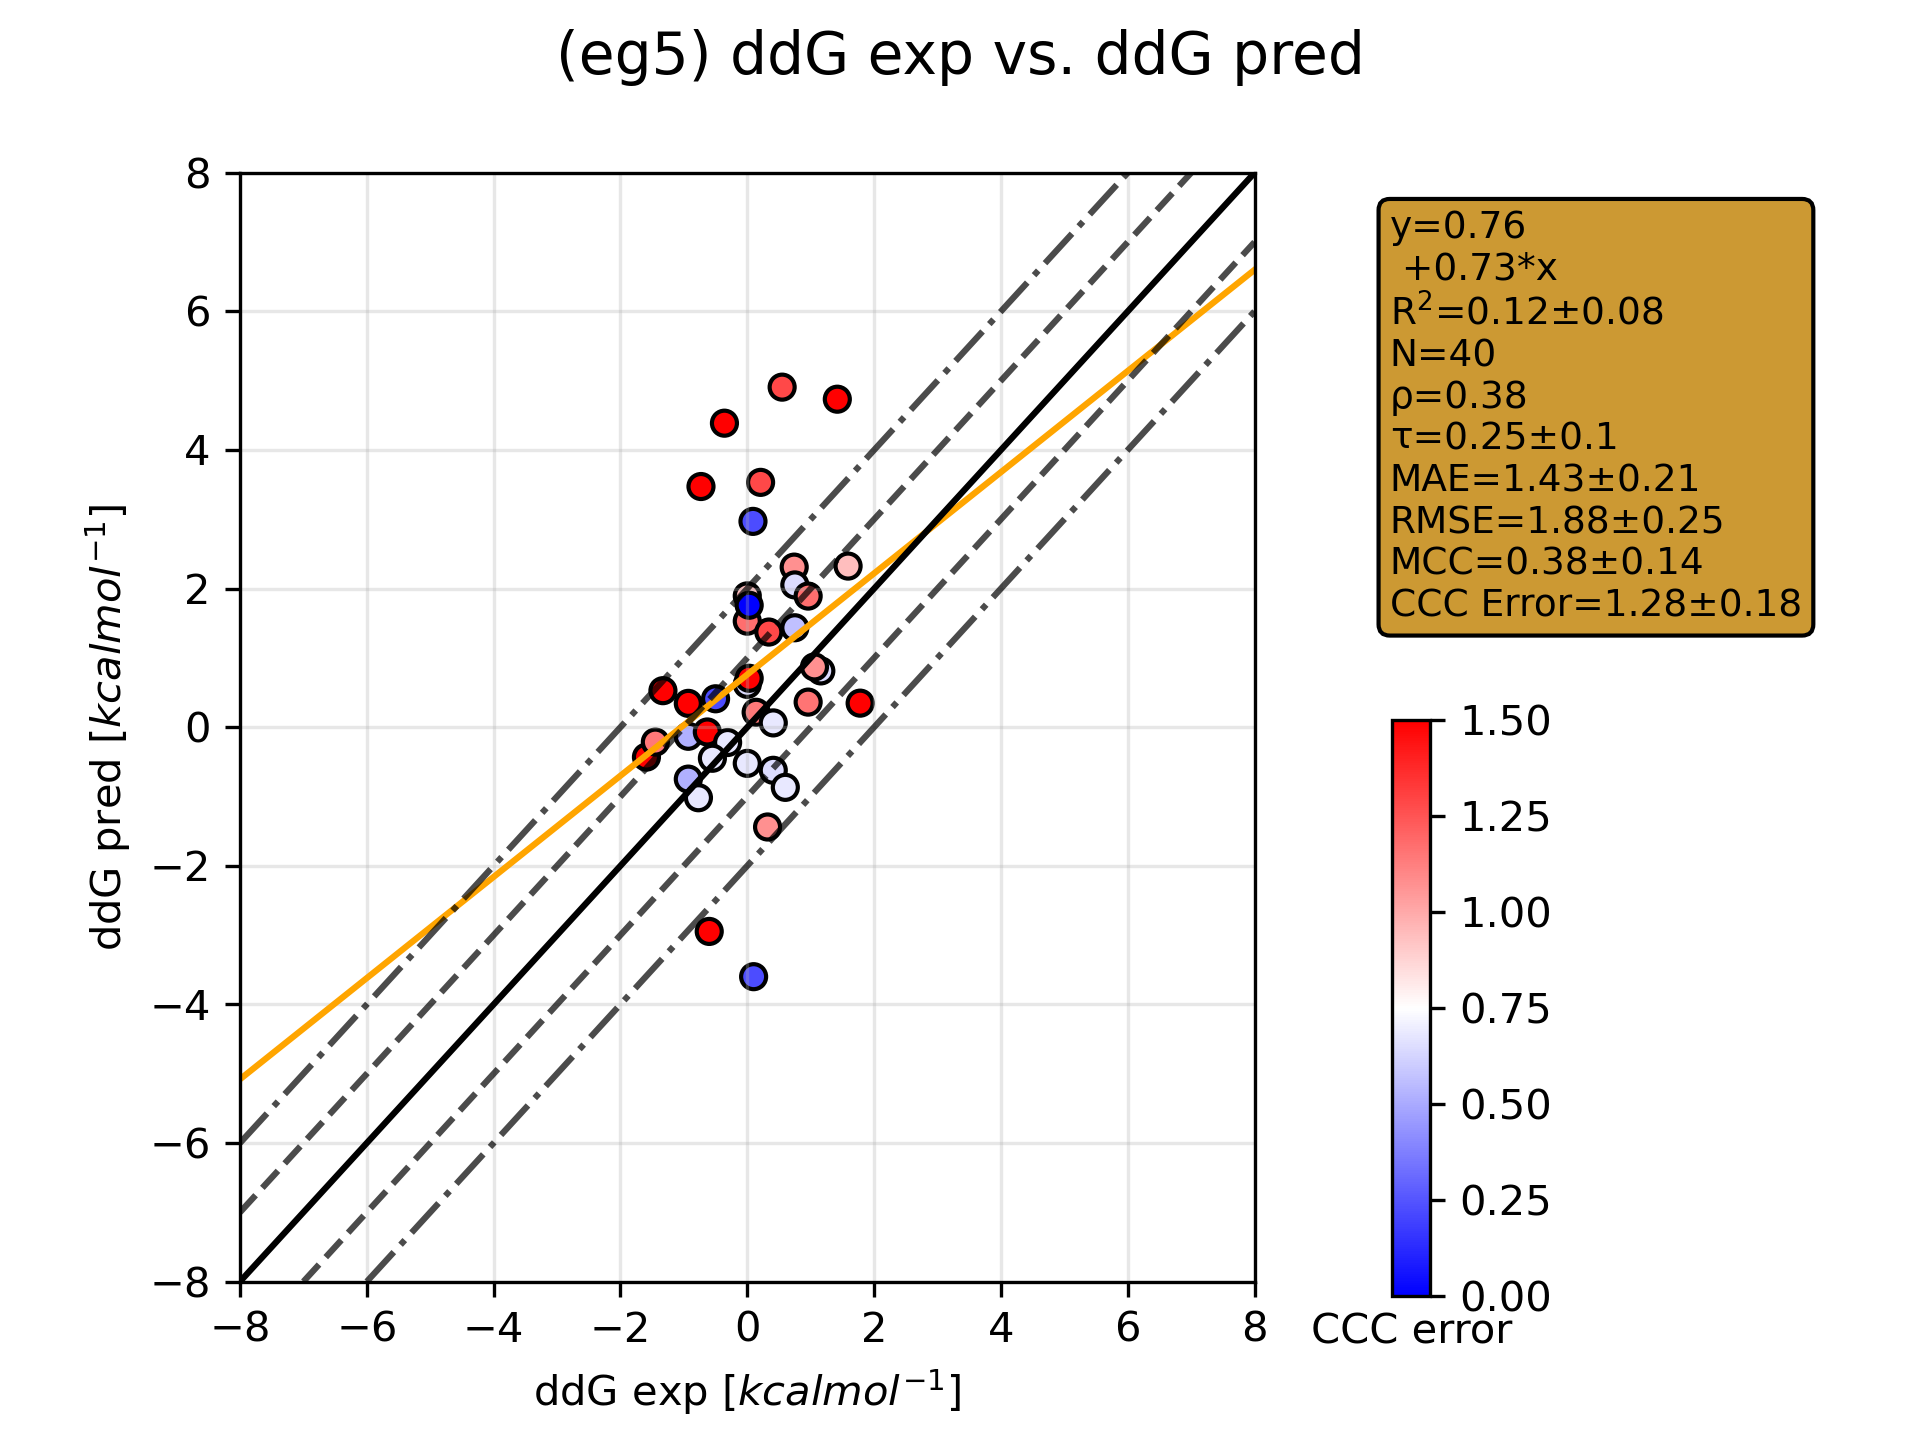 (eg5) ddG exp vs. ddG pred
8
6
4
2
0
−2
−4
−6
−8
ddG pred [kcalmol⁻¹]
−8 −6 −4 −2 0 2 4 6 8
ddG exp [kcalmol⁻¹]
y=0.76
+0.73*x
R²=0.12±0.08
N=40
ρ=0.38
τ=0.25±0.1
MAE=1.43±0.21
RMSE=1.88±0.25
MCC=0.38±0.14
CCC Error=1.28±0.18
1.50
1.25
1.00
0.75
0.50
0.25
0.00
CCC error